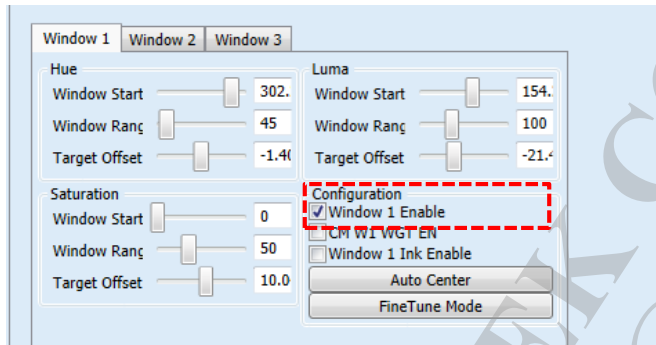 Window 1 Window 2 Window 3
Hue
Window Start 302.
Window Rang 45
Target Offset -1.40
Luma
Window Start 154.
Window Rang 100
Target Offset -21.4
Saturation
Window Start 0
Window Rang 50
Target Offset 10.0
Configuration
Window 1 Enable
CM W1 WGT EN
Window 1 Ink Enable
Auto Center
FineTune Mode